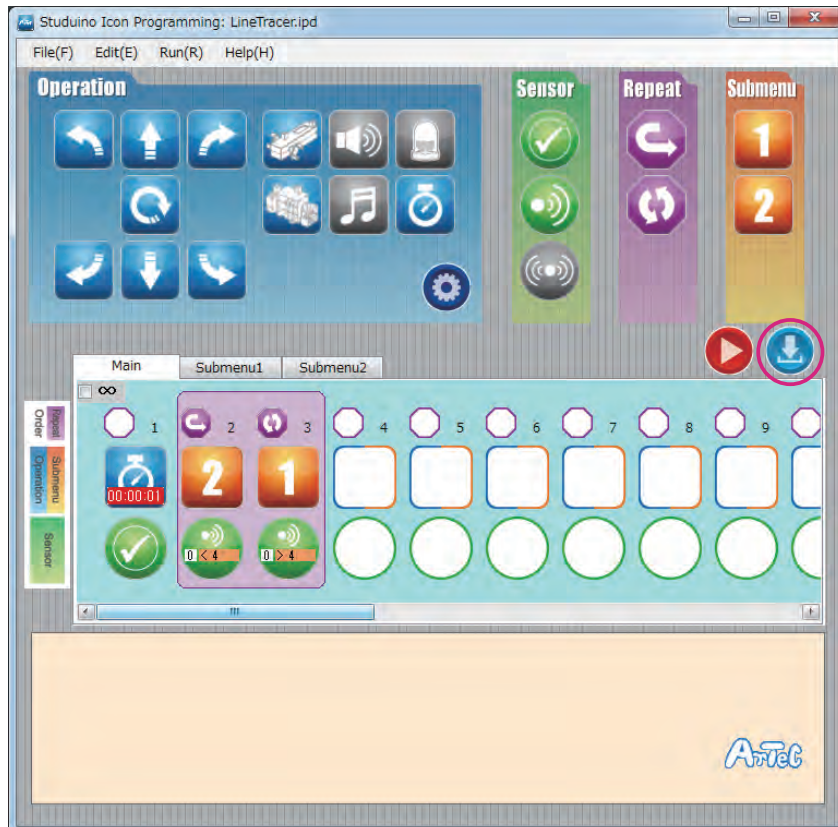 Studuino Icon Programming: LineTracer.ipd
File(F) Edit(E) Run(R) Help(H)
Operation
Sensor
Repeat
Submenu
1
2
Main Submenu1 Submenu2
∞
1 2 3 4 5 6 7 8 9
Repeat
Order
Submenu
Operation
Sensor
00:00:01
2
1
0 < 4
0 > 4
ArTeC